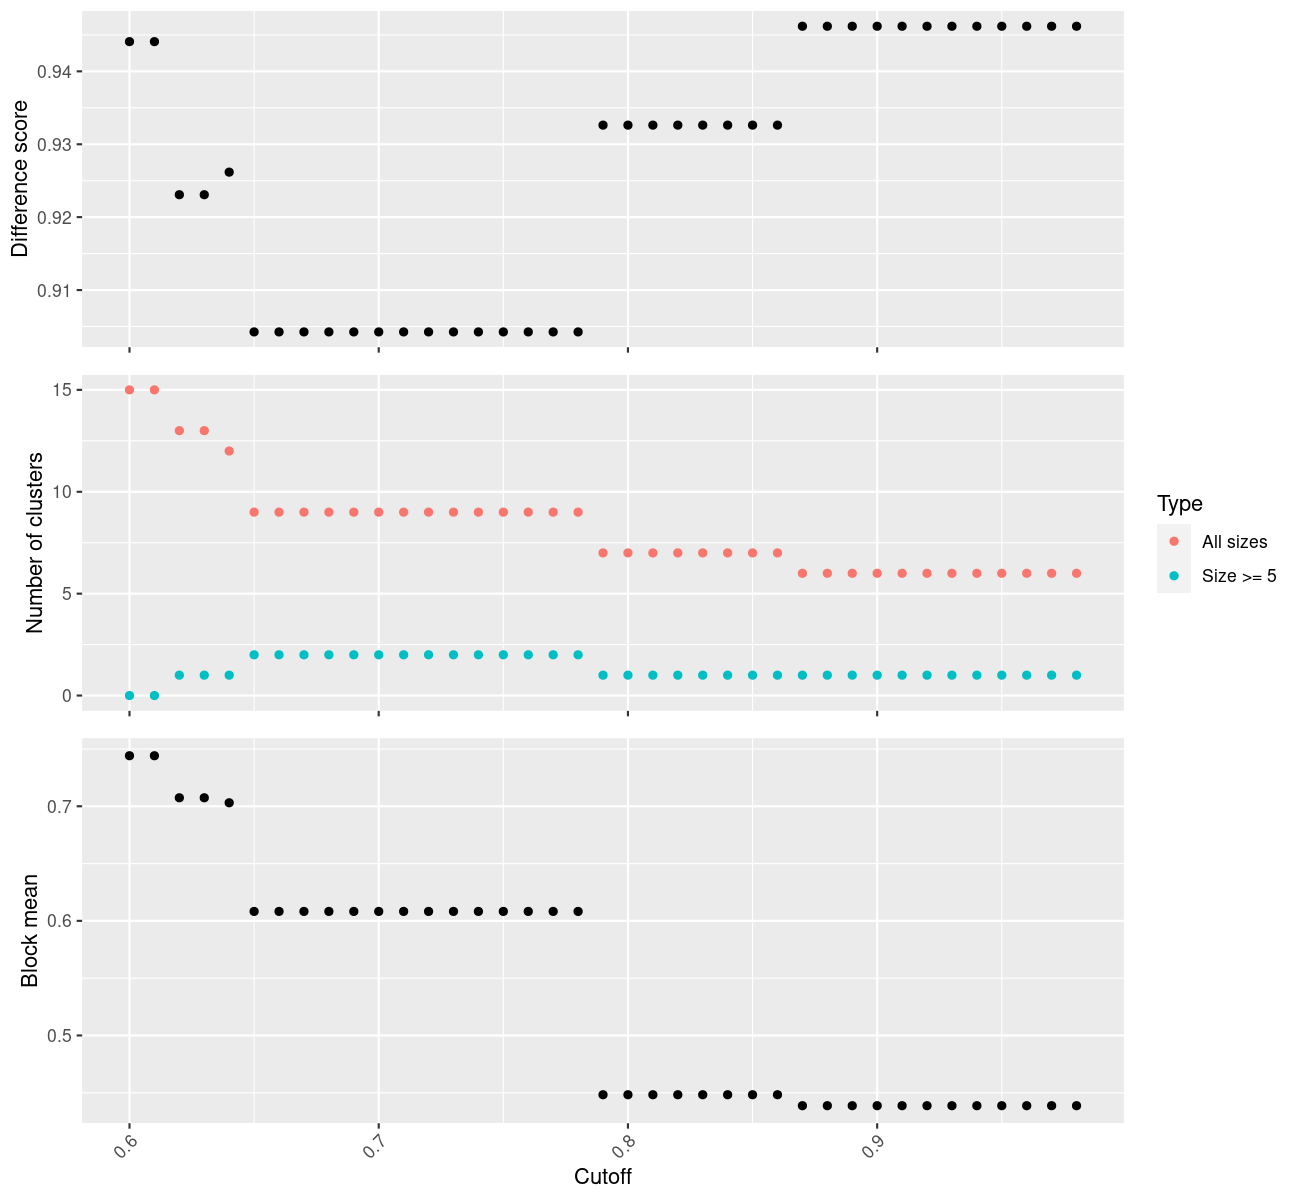 Difference score
0.94
0.93
0.92
0.91
Number of clusters
15
10
5
0
Type
All sizes
Size >= 5
Block mean
0.7
0.6
0.5
0.6
0.7
0.8
0.9
Cutoff